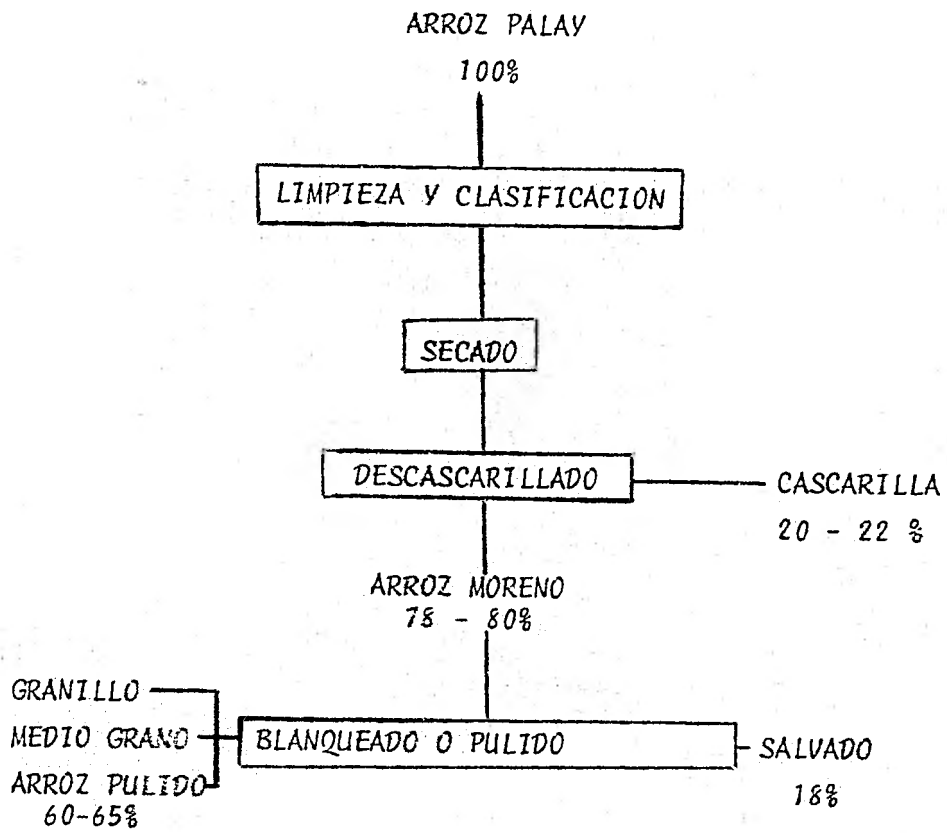 ARROZ PALAY
100%
LIMPIEZA Y CLASIFICACION
SECADO
DESCASCARILLADO
CASCARILLA
20 - 22 %
ARROZ MORENO
78 - 80%
GRANILLO
MEDIO GRANO
ARROZ PULIDO
60-65%
BLANQUEADO O PULIDO
SALVADO
18%